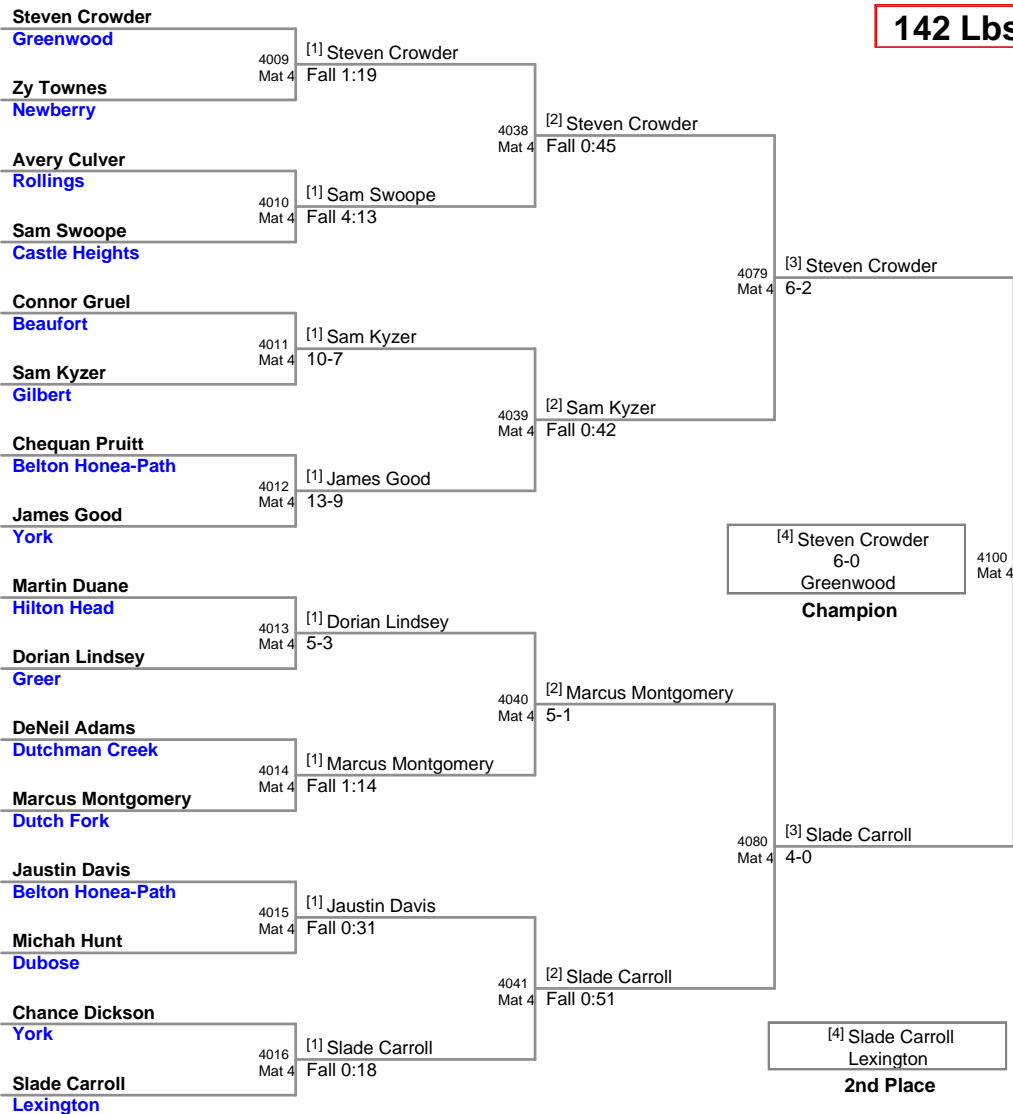 142 Lbs
Steven Crowder
Greenwood
4009
Mat 4
[1] Steven Crowder
Fall 1:19
Zy Townes
Newberry
4038
Mat 4
[2] Steven Crowder
Fall 0:45
Avery Culver
Rollings
4010
Mat 4
[1] Sam Swoope
Fall 4:13
Sam Swoope
Castle Heights
4079
Mat 4
[3] Steven Crowder
6-2
Connor Gruel
Beaufort
4011
Mat 4
[1] Sam Kyzer
10-7
Sam Kyzer
Gilbert
4039
Mat 4
[2] Sam Kyzer
Fall 0:42
Chequan Pruitt
Belton Honea-Path
4012
Mat 4
[1] James Good
13-9
James Good
York
[4] Steven Crowder
6-0
Greenwood
Champion
4100
Mat 4
Martin Duane
Hilton Head
4013
Mat 4
[1] Dorian Lindsey
5-3
Dorian Lindsey
Greer
4040
Mat 4
[2] Marcus Montgomery
5-1
DeNeil Adams
Dutchman Creek
4014
Mat 4
[1] Marcus Montgomery
Fall 1:14
Marcus Montgomery
Dutch Fork
4080
Mat 4
[3] Slade Carroll
4-0
Jaustin Davis
Belton Honea-Path
4015
Mat 4
[1] Jaustin Davis
Fall 0:31
Michah Hunt
Dubose
4041
Mat 4
[2] Slade Carroll
Fall 0:51
Chance Dickson
York
4016
Mat 4
[1] Slade Carroll
Fall 0:18
Slade Carroll
Lexington
[4] Slade Carroll
Lexington
2nd Place